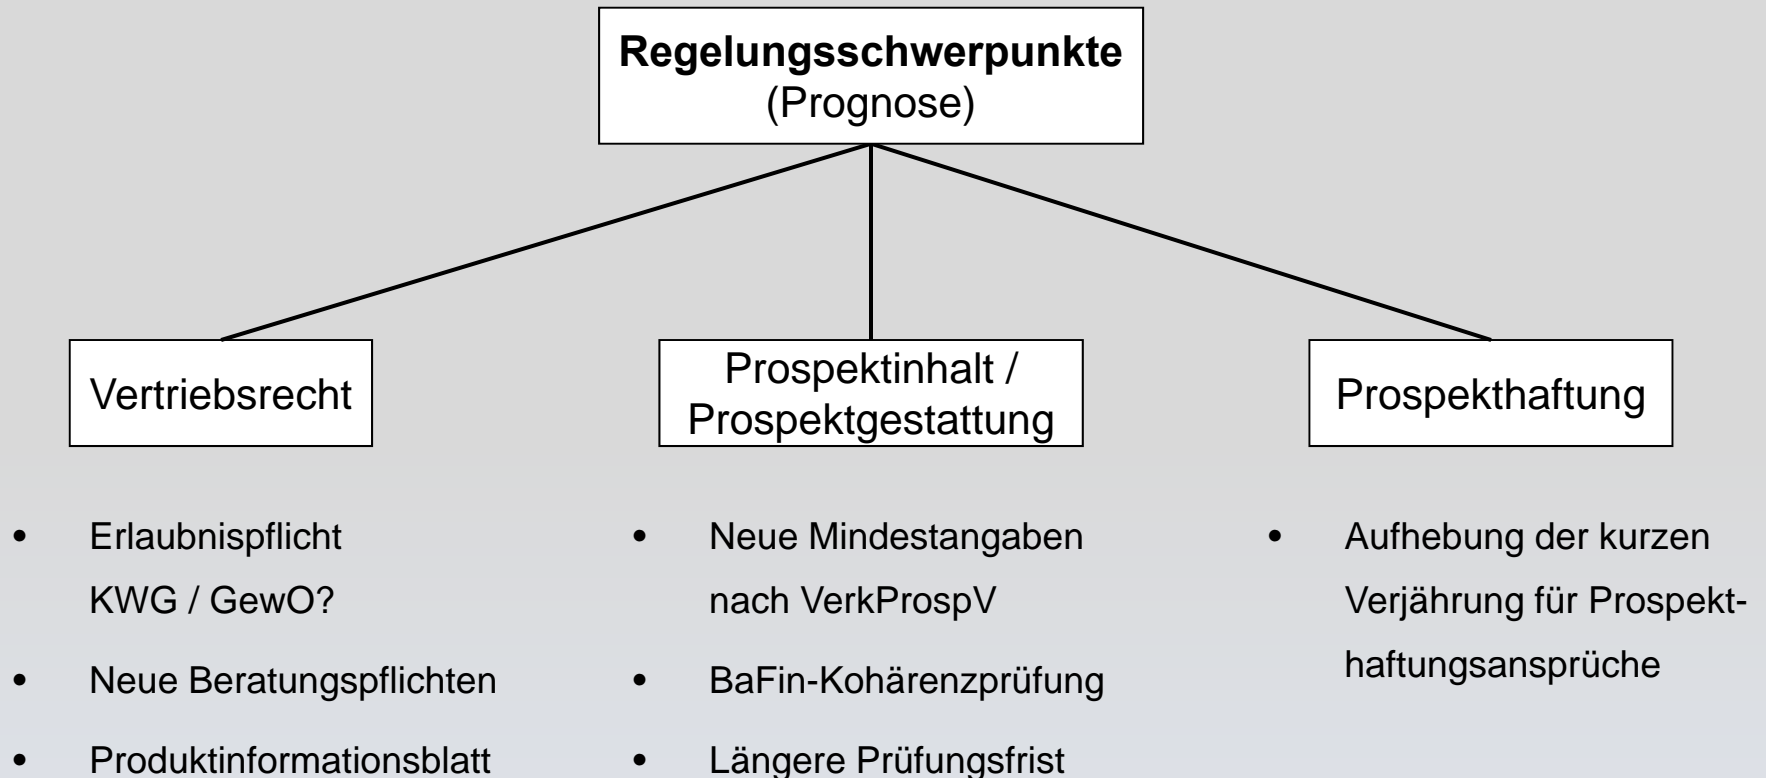 Regelungsschwerpunkte
(Prognose)
Vertriebsrecht
Prospektinhalt /
Prospektgestattung
Prospekthaftung
• Erlaubnispflicht
KWG / GewO?
• Neue Beratungspflichten
• Produktinformationsblatt
• Neue Mindestangaben
nach VerkProspV
• BaFin-Kohärenzprüfung
• Längere Prüfungsfrist
• Aufhebung der kurzen
Verjährung für Prospekt-
haftungsansprüche